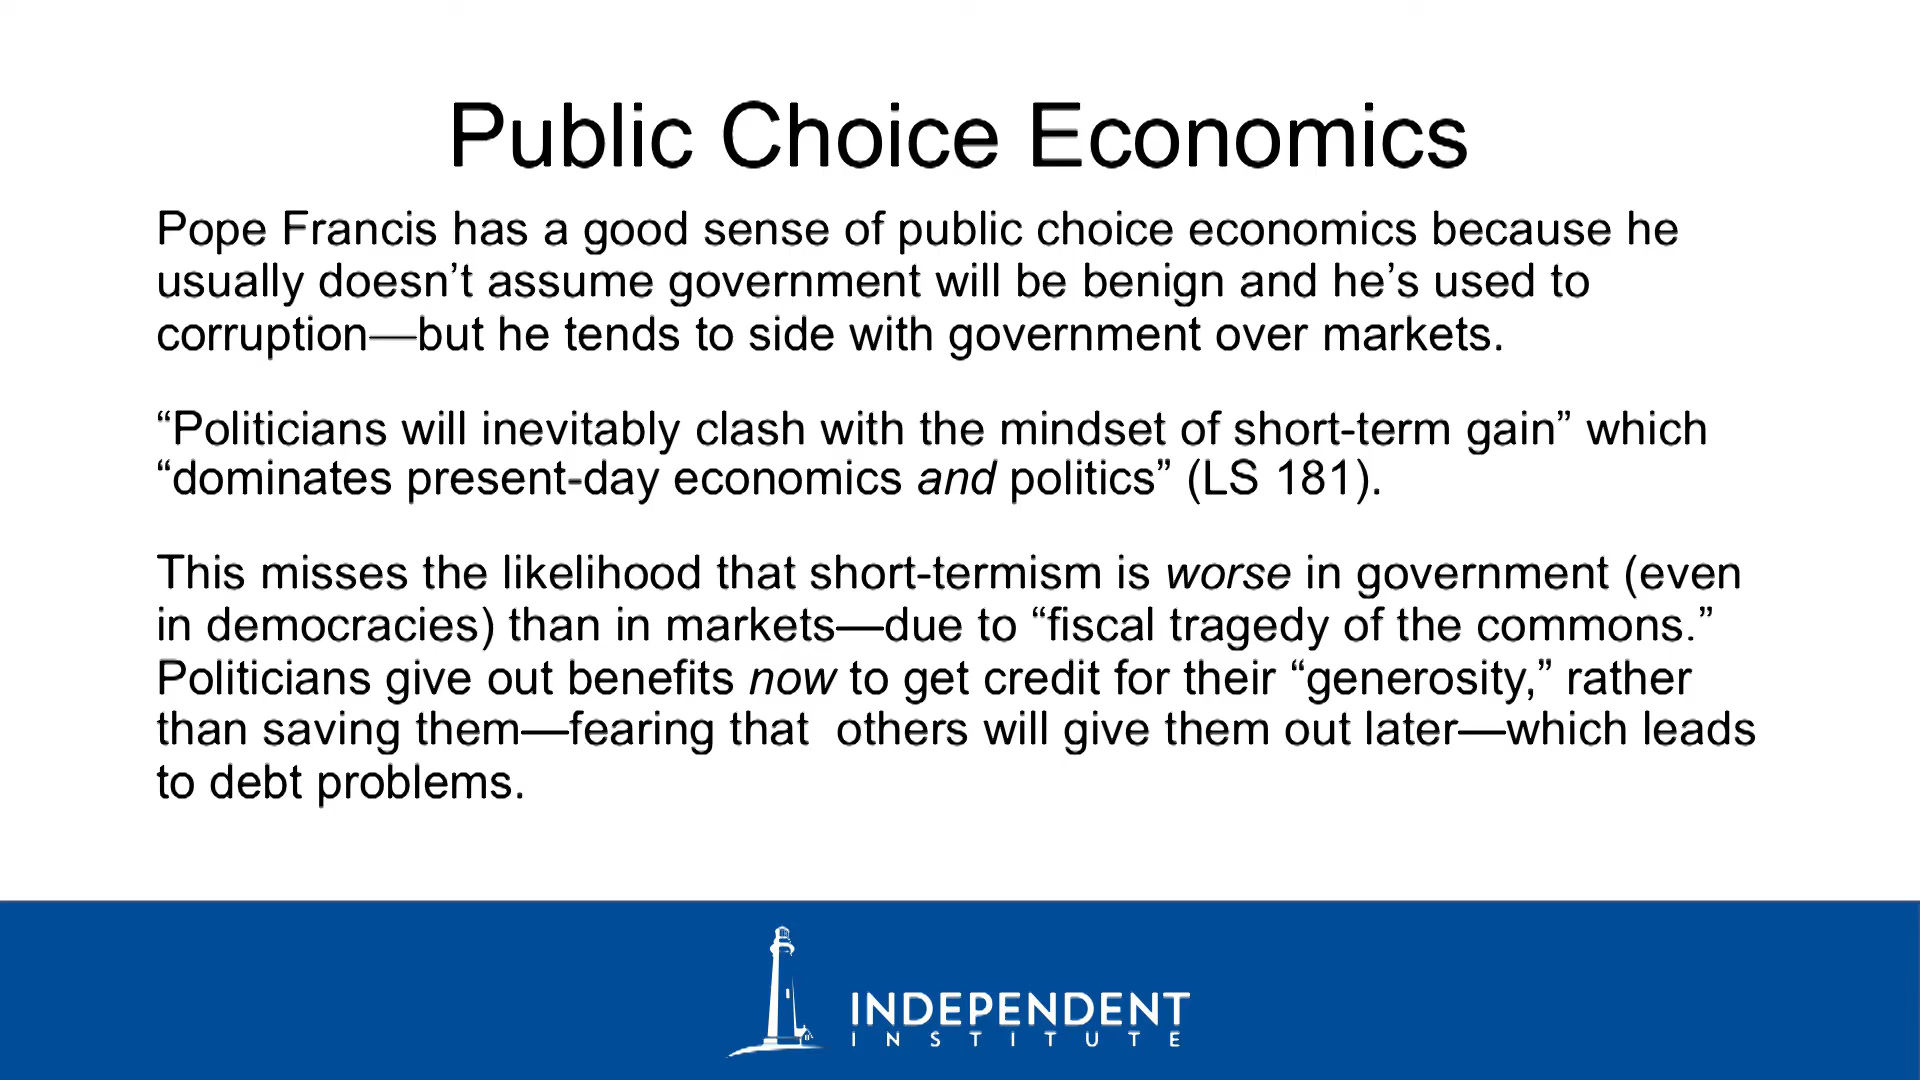 Public Choice Economics
Pope Francis has a good sense of public choice economics because he
usually doesn’t assume government will be benign and he’s used to
corruption—but he tends to side with government over markets.
“Politicians will inevitably clash with the mindset of short-term gain” which
“dominates present-day economics and politics” (LS 181).
This misses the likelihood that short-termism is worse in government (even
in democracies) than in markets—due to “fiscal tragedy of the commons.”
Politicians give out benefits now to get credit for their “generosity,” rather
than saving them—fearing that  others will give them out later—which leads
to debt problems.
INDEPENDENT
INSTITUTE